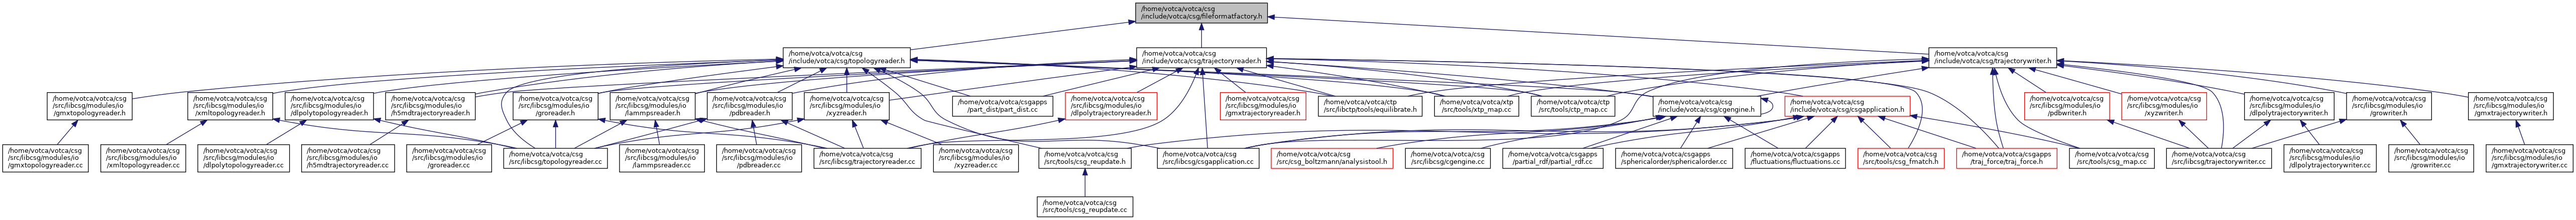 /home/votca/votca/csg
/include/votca/csg/fileformatfactory.h
/home/votca/votca/csg
/include/votca/csg/topologyreader.h
/home/votca/votca/csg
/include/votca/csg/trajectoryreader.h
/home/votca/votca/csg
/include/votca/csg/trajectorywriter.h
/home/votca/votca/csg
/src/libcsg/modules/io
/gmxtopologyreader.h
/home/votca/votca/csg
/src/libcsg/modules/io
/xmltopologyreader.h
/home/votca/votca/csg
/src/libcsg/modules/io
/dlpolytopologyreader.h
/home/votca/votca/csg
/src/libcsg/modules/io
/h5mdtrajectoryreader.h
/home/votca/votca/csg
/src/libcsg/modules/io
/groreader.h
/home/votca/votca/csg
/src/libcsg/modules/io
/lammpsreader.h
/home/votca/votca/csg
/src/libcsg/modules/io
/pdbreader.h
/home/votca/votca/csg
/src/libcsg/modules/io
/xyzreader.h
/home/votca/votca/csgapps
/part_dist/part_dist.cc
/home/votca/votca/csg
/src/libcsg/modules/io
/dlpolytrajectoryreader.h
/home/votca/votca/csg
/src/libcsg/modules/io
/gmxtrajectoryreader.h
/home/votca/votca/ctp
/src/libctp/tools/equilibrate.h
/home/votca/votca/xtp
/src/tools/xtp_map.cc
/home/votca/votca/ctp
/src/tools/ctp_map.cc
/home/votca/votca/csg
/include/votca/csg/cgengine.h
/home/votca/votca/csg
/include/votca/csg/csgapplication.h
/home/votca/votca/csg
/src/libcsg/modules/io
/pdbwriter.h
/home/votca/votca/csg
/src/libcsg/modules/io
/xyzwriter.h
/home/votca/votca/csg
/src/libcsg/modules/io
/dlpolytrajectorywriter.h
/home/votca/votca/csg
/src/libcsg/modules/io
/growriter.h
/home/votca/votca/csg
/src/libcsg/modules/io
/gmxtrajectorywriter.h
/home/votca/votca/csg
/src/libcsg/modules/io
/gmxtopologyreader.cc
/home/votca/votca/csg
/src/libcsg/modules/io
/xmltopologyreader.cc
/home/votca/votca/csg
/src/libcsg/modules/io
/dlpolytopologyreader.cc
/home/votca/votca/csg
/src/libcsg/modules/io
/h5mdtrajectoryreader.cc
/home/votca/votca/csg
/src/libcsg/modules/io
/groreader.cc
/home/votca/votca/csg
/src/libcsg/topologyreader.cc
/home/votca/votca/csg
/src/libcsg/modules/io
/lammpsreader.cc
/home/votca/votca/csg
/src/libcsg/modules/io
/pdbreader.cc
/home/votca/votca/csg
/src/libcsg/trajectoryreader.cc
/home/votca/votca/csg
/src/libcsg/modules/io
/xyzreader.cc
/home/votca/votca/csg
/src/tools/csg_reupdate.h
/home/votca/votca/csg
/src/libcsg/csgapplication.cc
/home/votca/votca/csg
/src/csg_boltzmann/analysistool.h
/home/votca/votca/csg
/src/libcsg/cgengine.cc
/home/votca/votca/csgapps
/partial_rdf/partial_rdf.cc
/home/votca/votca/csgapps
/sphericalorder/sphericalorder.cc
/home/votca/votca/csgapps
/fluctuations/fluctuations.cc
/home/votca/votca/csg
/src/tools/csg_fmatch.h
/home/votca/votca/csgapps
/traj_force/traj_force.h
/home/votca/votca/csg
/src/tools/csg_map.cc
/home/votca/votca/csg
/src/libcsg/trajectorywriter.cc
/home/votca/votca/csg
/src/libcsg/modules/io
/dlpolytrajectorywriter.cc
/home/votca/votca/csg
/src/libcsg/modules/io
/growriter.cc
/home/votca/votca/csg
/src/libcsg/modules/io
/gmxtrajectorywriter.cc
/home/votca/votca/csg
/src/tools/csg_reupdate.cc